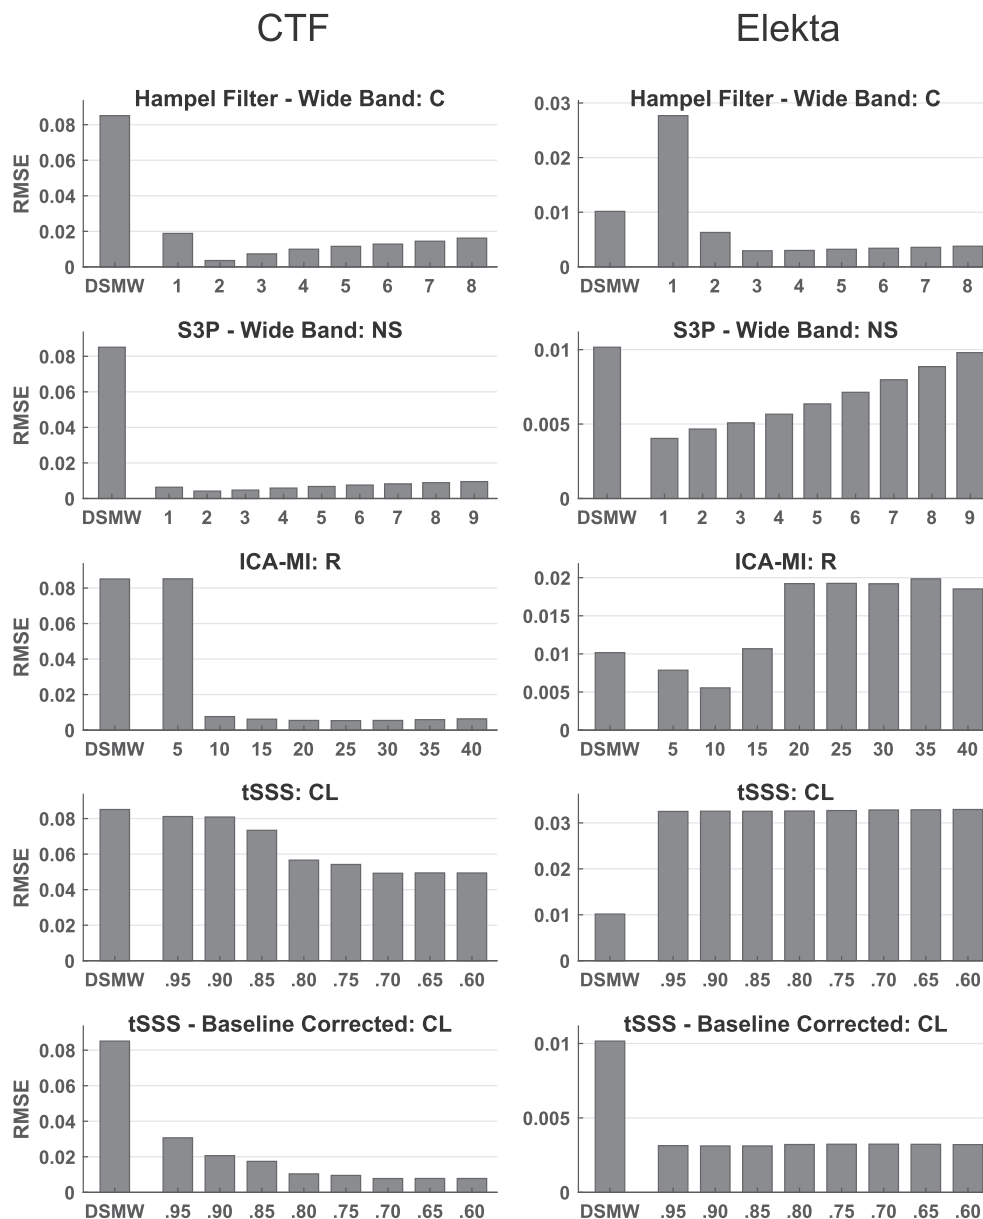 CTF
Elekta
Hampel Filter - Wide Band: C
RMSE
0.08
0.06
0.04
0.02
0
DSMW 1 2 3 4 5 6 7 8
Hampel Filter - Wide Band: C
0.03
0.02
0.01
0
DSMW 1 2 3 4 5 6 7 8
S3P - Wide Band: NS
RMSE
0.08
0.06
0.04
0.02
0
DSMW 1 2 3 4 5 6 7 8 9
S3P - Wide Band: NS
0.01
0.005
0
DSMW 1 2 3 4 5 6 7 8 9
ICA-MI: R
RMSE
0.08
0.06
0.04
0.02
0
DSMW 5 10 15 20 25 30 35 40
ICA-MI: R
0.02
0.015
0.01
0.005
0
DSMW 5 10 15 20 25 30 35 40
tSSS: CL
RMSE
0.08
0.06
0.04
0.02
0
DSMW .95 .90 .85 .80 .75 .70 .65 .60
tSSS: CL
0.03
0.02
0.01
0
DSMW .95 .90 .85 .80 .75 .70 .65 .60
tSSS - Baseline Corrected: CL
RMSE
0.08
0.06
0.04
0.02
0
DSMW .95 .90 .85 .80 .75 .70 .65 .60
tSSS - Baseline Corrected: CL
0.01
0.005
0
DSMW .95 .90 .85 .80 .75 .70 .65 .60